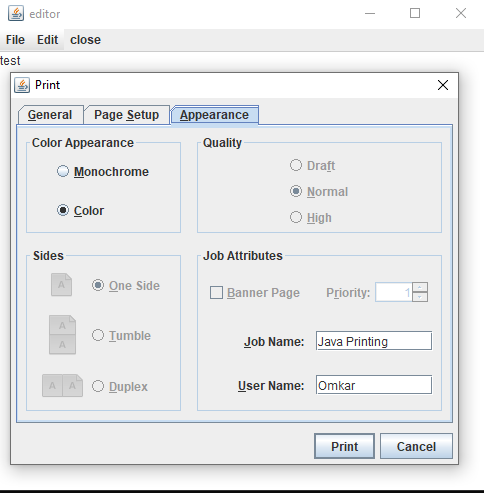 editor
File Edit close
test
Print
General Page Setup Appearance
Color Appearance
Monochrome
Color
Quality
Draft
Normal
High
Sides
A
One Side
A
A
Tumble
A A
Duplex
Job Attributes
Banner Page Priority: 1
Job Name: Java Printing
User Name: Omkar
Print Cancel